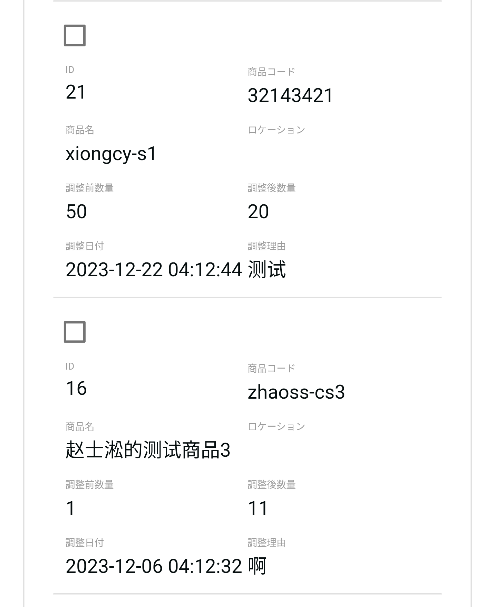 ID 商品コード
21 32143421
商品名 ロケーション
xiongcy-s1
調整前数量 調整後数量
50 20
調整日付 調整理由
2023-12-22 04:12:44 测试
ID 商品コード
16 zhaoss-cs3
商品名 ロケーション
赵士淞的测试商品3
調整前数量 調整後数量
1 11
調整日付 調整理由
2023-12-06 04:12:32 啊